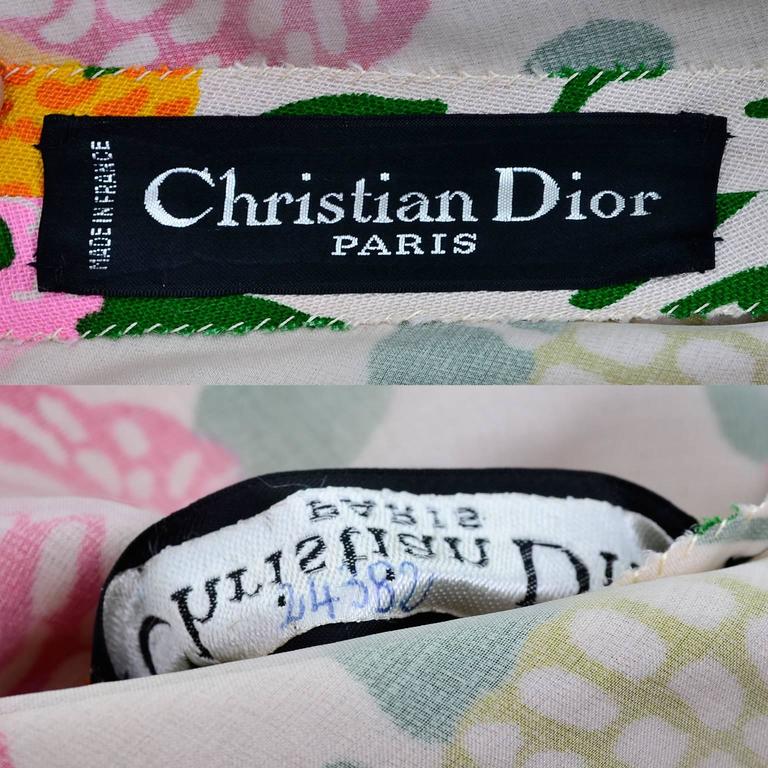 MADE IN FRANCE
Christian Dior
PARIS
PARIS
Christian Di
24382